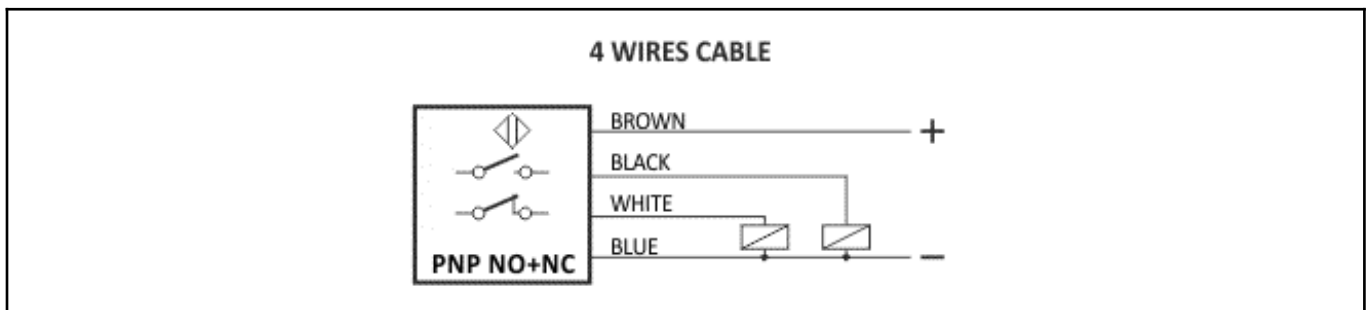 4 WIRES CABLE
BROWN
+
BLACK
WHITE
BLUE
PNP NO+NC
−